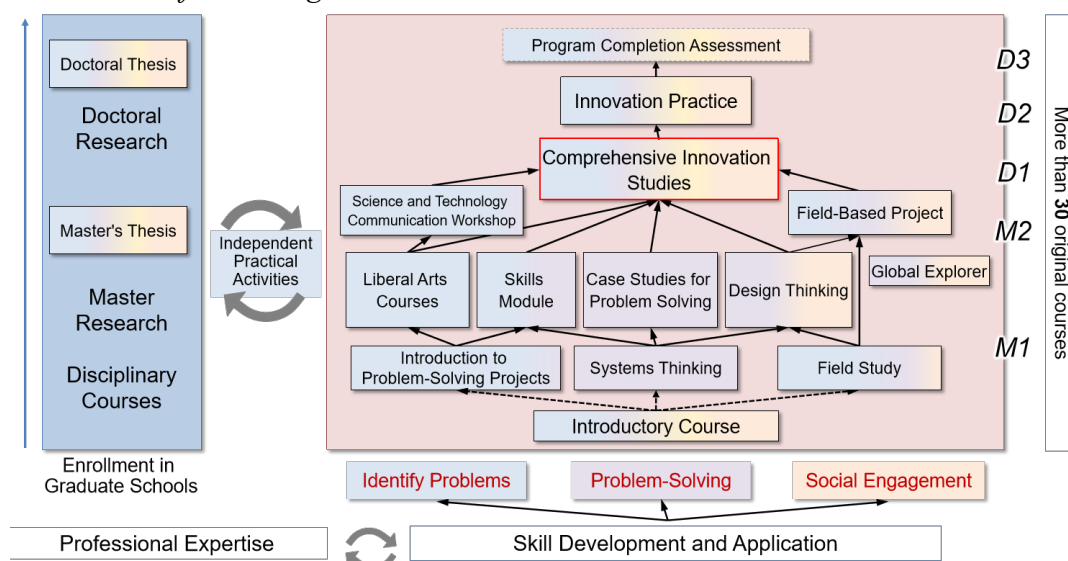 Doctoral Thesis
Doctoral
Research
Master's Thesis
Master
Research
Disciplinary
Courses
Enrollment in
Graduate Schools
Independent
Practical
Activities
Program Completion Assessment
Innovation Practice
Comprehensive Innovation
Studies
Science and Technology
Communication Workshop
Field-Based Project
Liberal Arts
Courses
Skills
Module
Case Studies for
Problem Solving
Design Thinking
Global Explorer
Introduction to
Problem-Solving Projects
Systems Thinking
Field Study
Introductory Course
D3
D2
D1
M2
M1
More than 30 original courses
Identify Problems
Problem-Solving
Social Engagement
Professional Expertise
Skill Development and Application